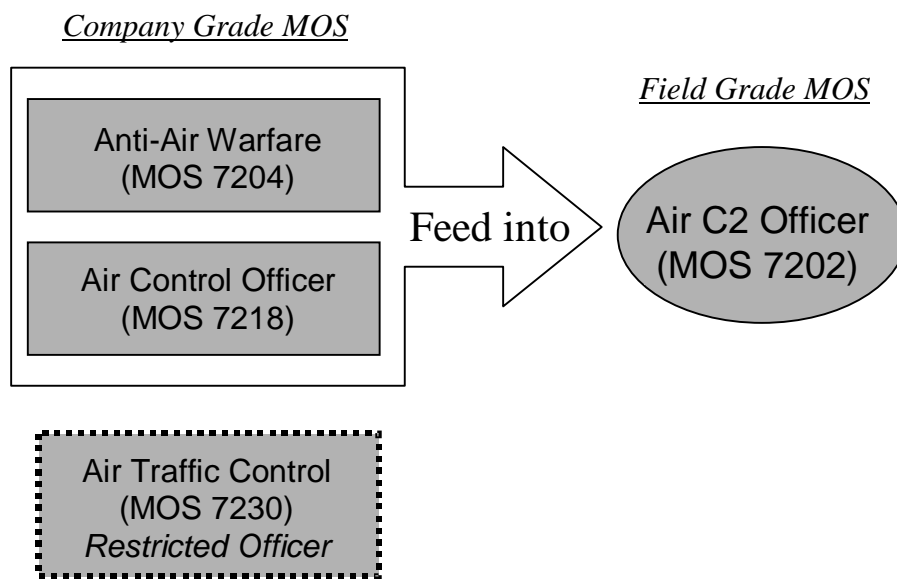 Company Grade MOS
Anti-Air Warfare
(MOS 7204)
Air Control Officer
(MOS 7218)
Feed into
Field Grade MOS
Air C2 Officer
(MOS 7202)
Air Traffic Control
(MOS 7230)
Restricted Officer